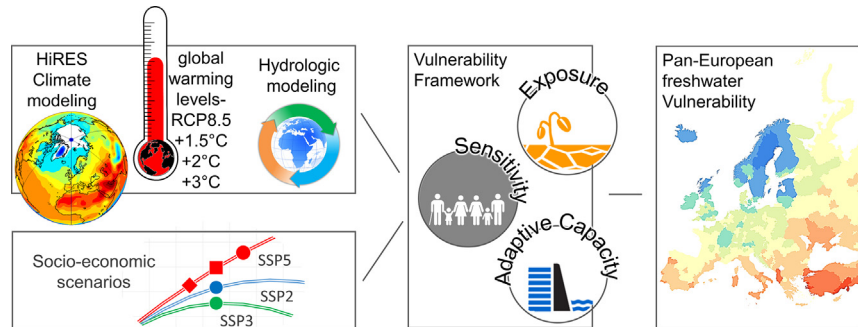 HiRES
Climate
modeling
global
warming
levels-
RCP8.5
+1.5°C
+2°C
+3°C
Hydrologic
modeling
Socio-economic
scenarios
SSP5
SSP2
SSP3
Vulnerability
Framework
Exposure
Sensitivity
Adaptive Capacity
Pan-European
freshwater
Vulnerability